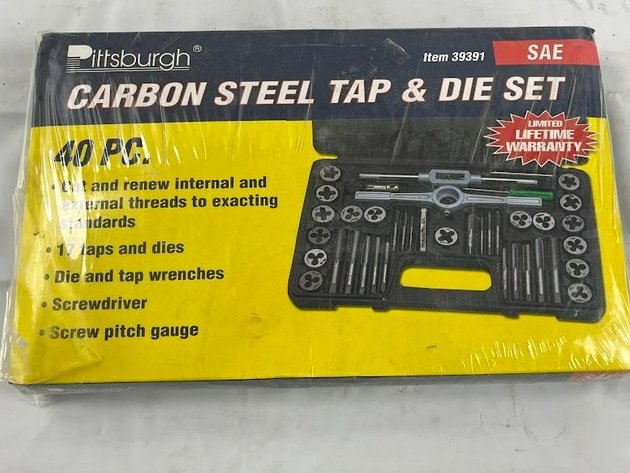 Pittsburgh®
Item 39391
SAE
CARBON STEEL TAP & DIE SET
LIMITED
LIFETIME
WARRANTY
40 PC.
• Cut and renew internal and
external threads to exacting
standards
• 17 taps and dies
• Die and tap wrenches
• Screwdriver
• Screw pitch gauge